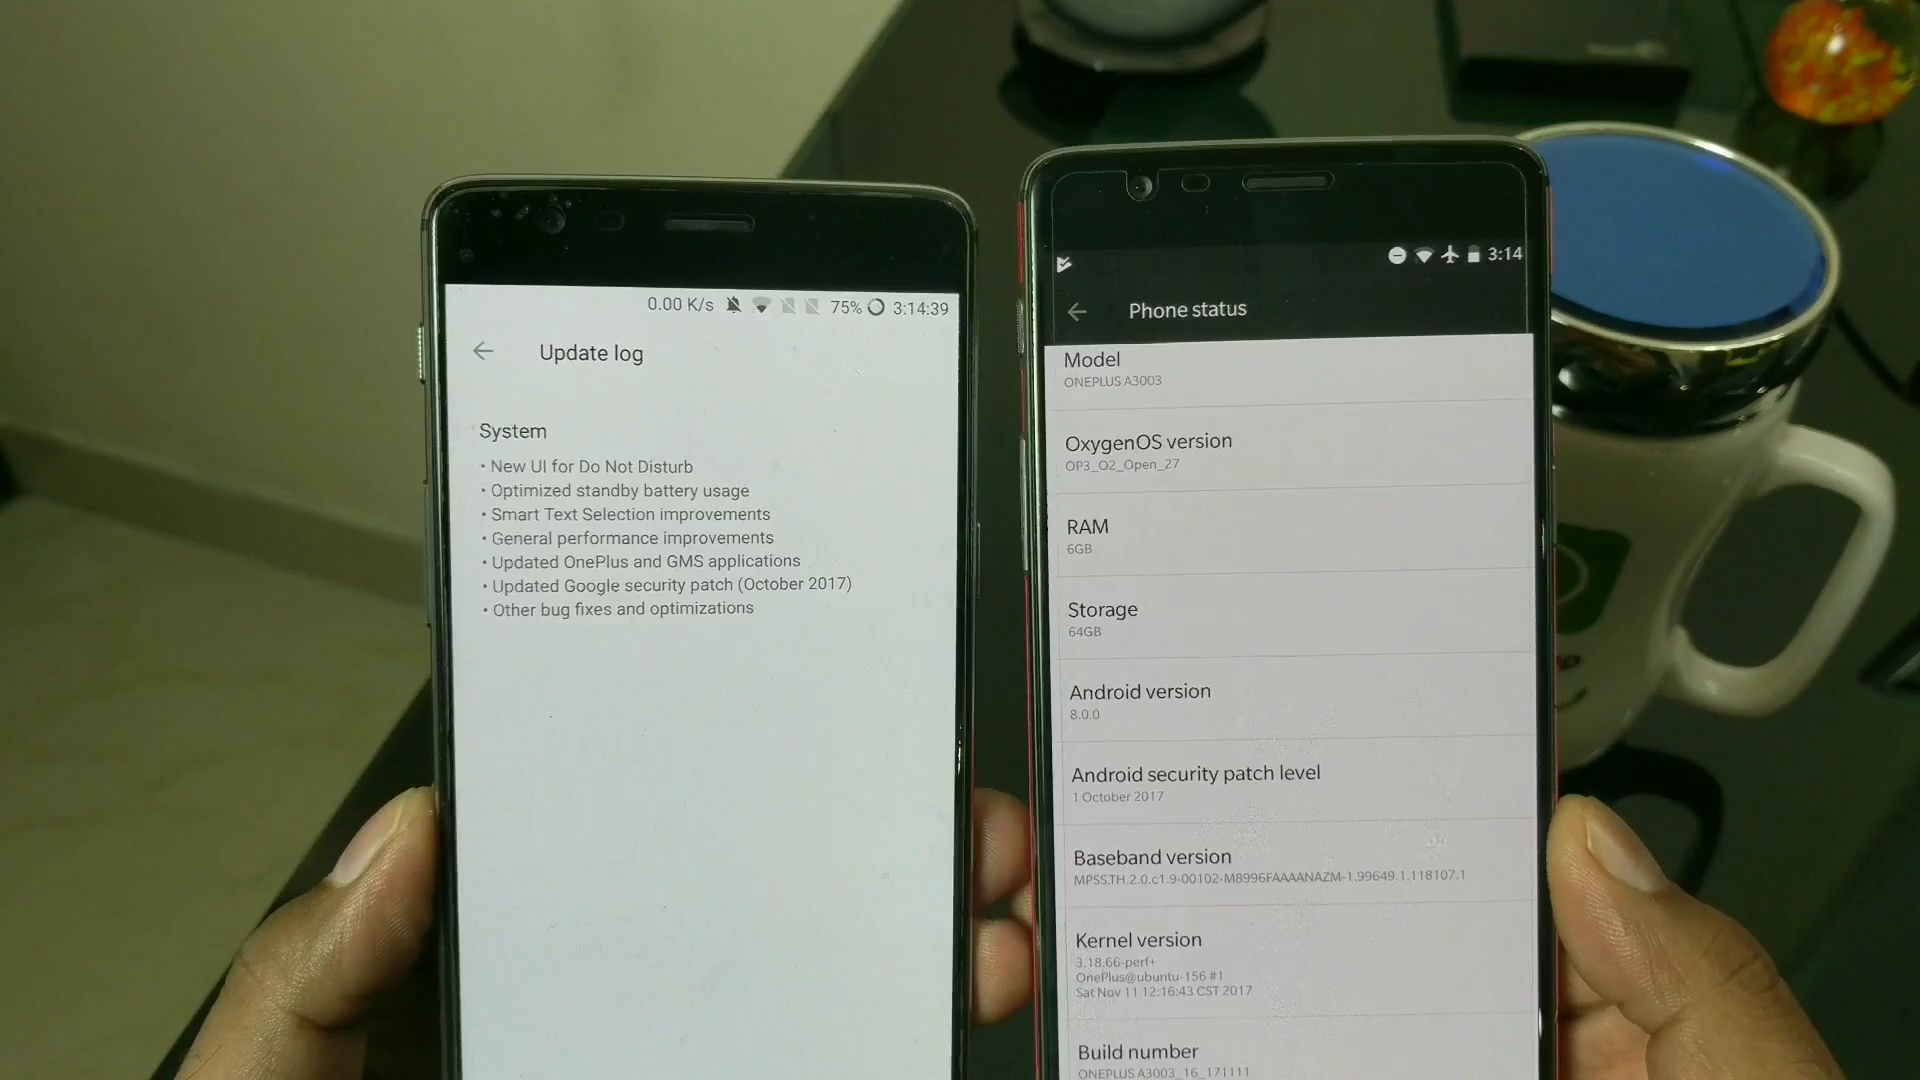 0.00 K/s 75% 3:14:39
Update log
System
• New UI for Do Not Disturb
• Optimized standby battery usage
• Smart Text Selection improvements
• General performance improvements
• Updated OnePlus and GMS applications
• Updated Google security patch (October 2017)
• Other bug fixes and optimizations
3:14
Phone status
Model
ONEPLUS A3003
OxygenOS version
OP3_O2_Open_27
RAM
6GB
Storage
64GB
Android version
8.0.0
Android security patch level
1 October 2017
Baseband version
MPSS.TH.2.0.c1.9-00102-M8996FAAAANAZM-1.99649.1.118107.1
Kernel version
3.18.66-perf+
OnePlus@ubuntu-156 #1
Sat Nov 11 12:16:43 CST 2017
Build number
ONEPLUS A3003_16_171111